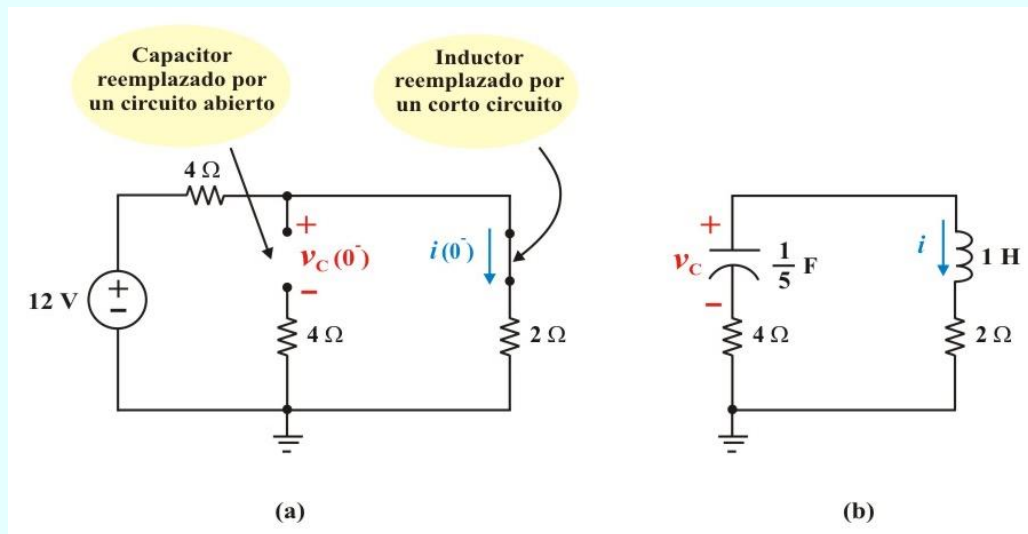 Capacitor
reemplazado por
un circuito abierto
Inductor
reemplazado por
un corto circuito
4 Ω
+
v_C(0⁻)
−
i(0⁻)
12 V
+
−
4 Ω
2 Ω
(a)
+
v_C
−
1/5 F
i
1 H
4 Ω
2 Ω
(b)